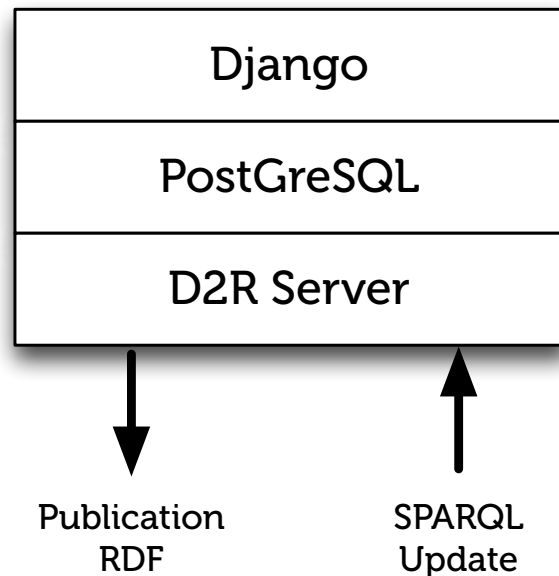 Django
PostGreSQL
D2R Server
Publication
RDF
SPARQL
Update